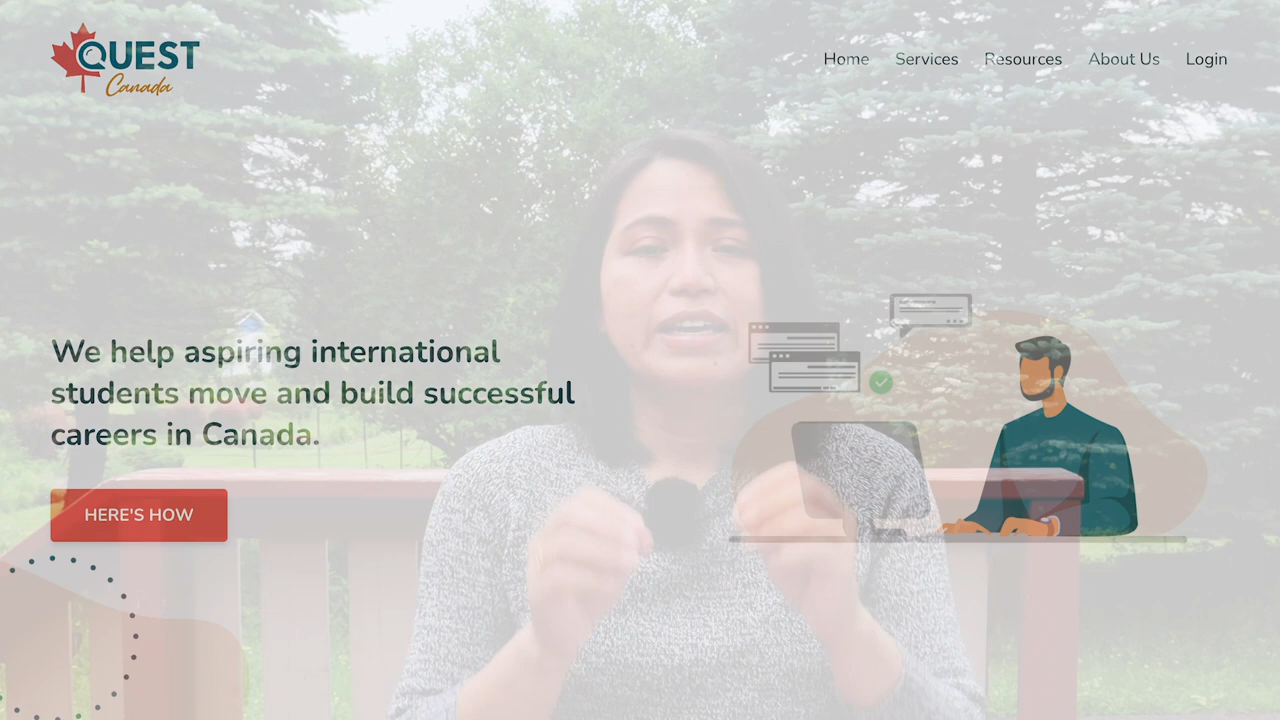 QUEST
Canada
Home Services Resources About Us Login
We help aspiring international
students move and build successful
careers in Canada.
HERE'S HOW